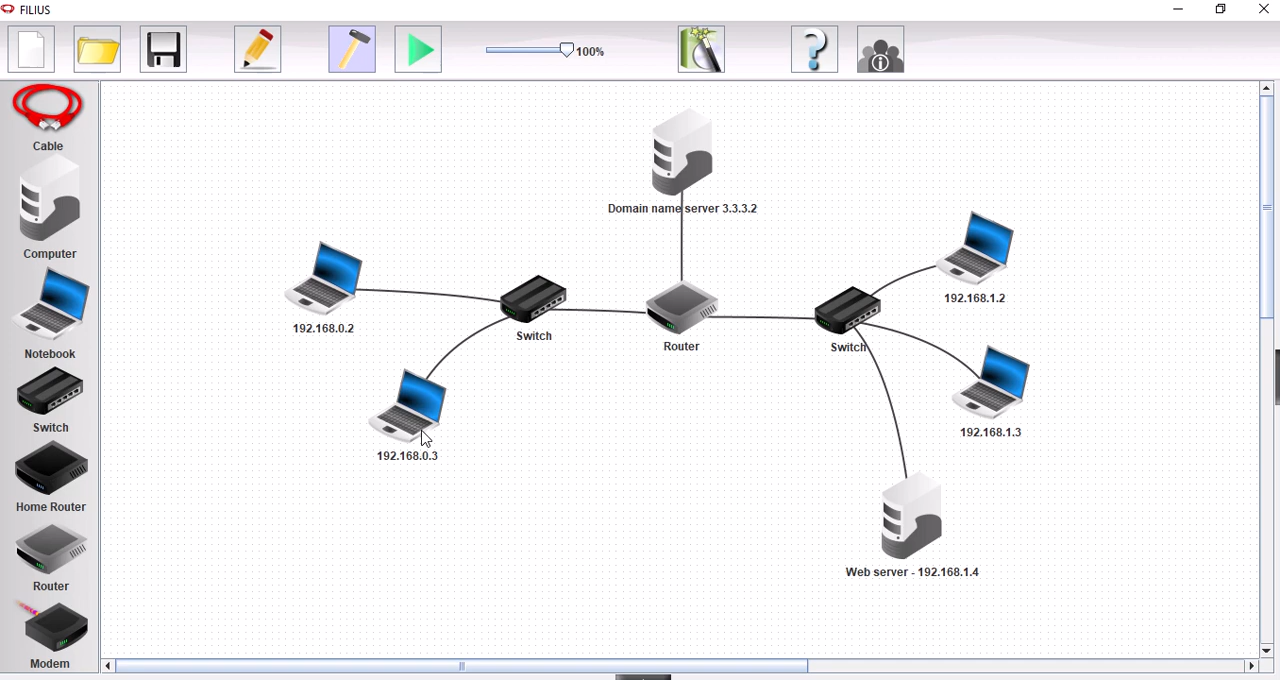 FILIUS
100%
Cable
Computer
Notebook
Switch
Home Router
Router
Modem
Domain name server 3.3.3.2
192.168.0.2
Switch
Router
Switch
192.168.1.2
192.168.0.3
192.168.1.3
Web server - 192.168.1.4